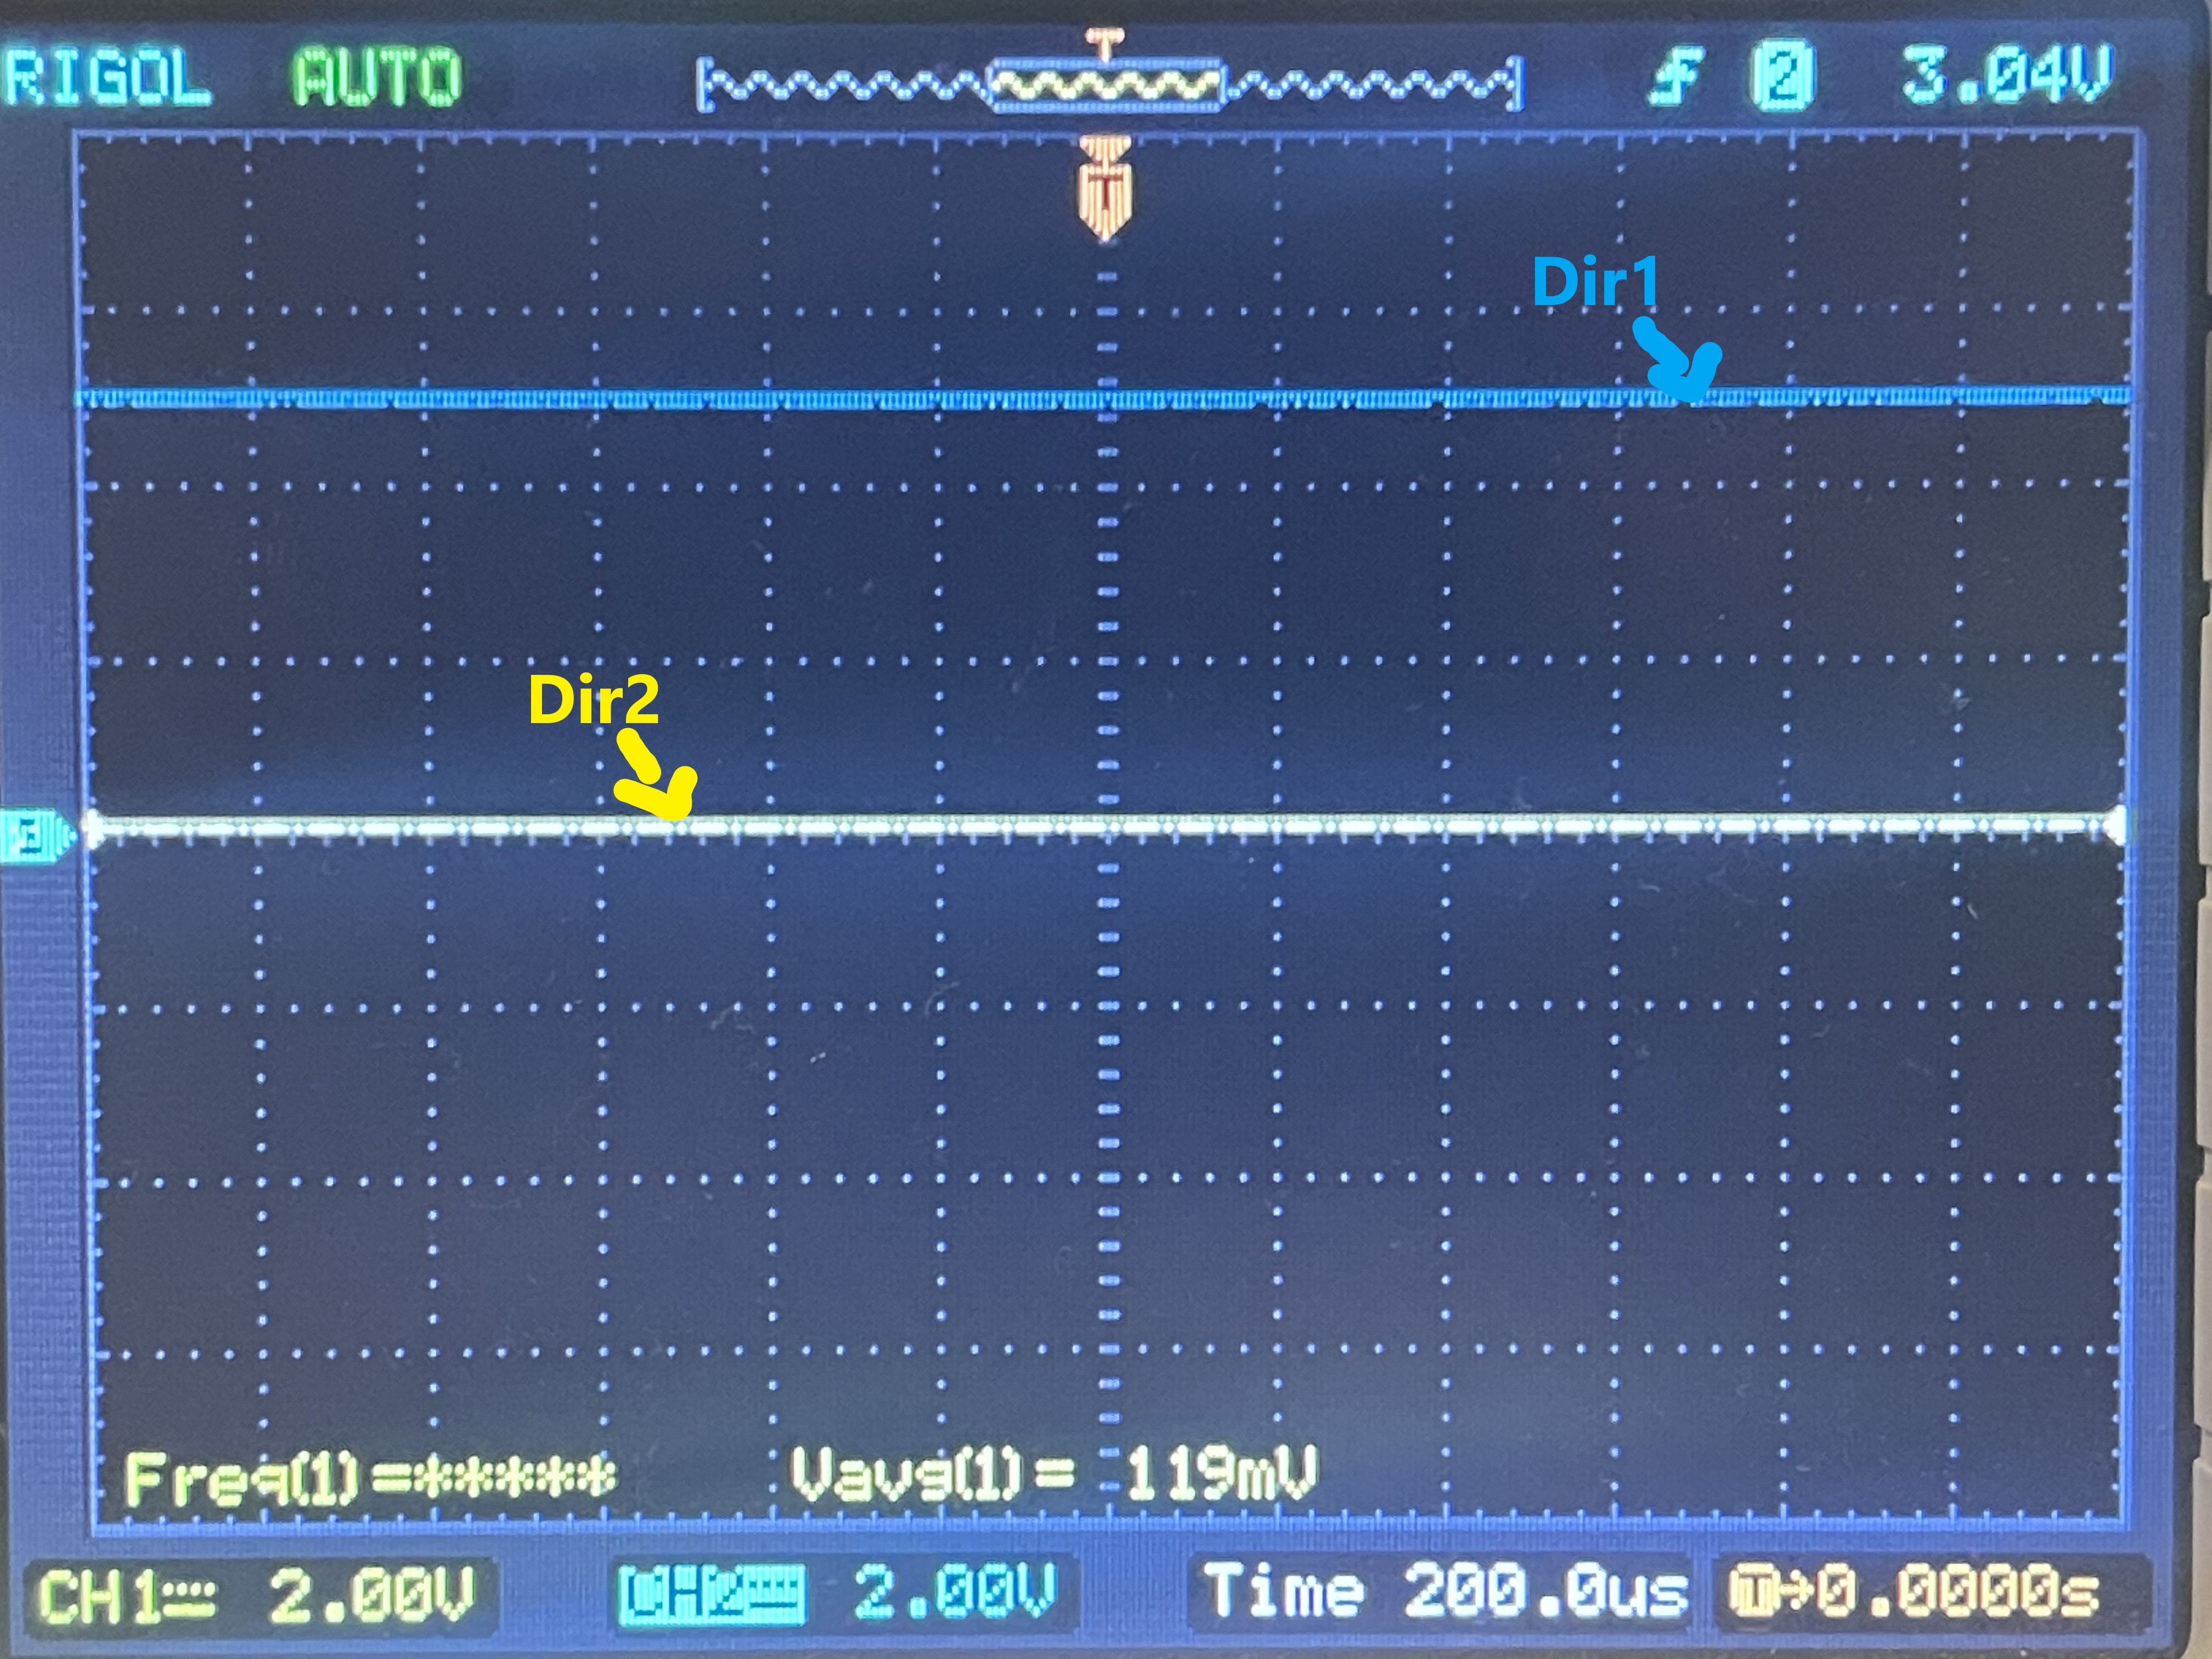 RIGOL AUTO T 2 3.04V
T
Dir1
Dir2
Freq(1)=***** Vavg(1)= 119mV
CH1 2.00V CH2 2.00V Time 200.0us T→0.0000s